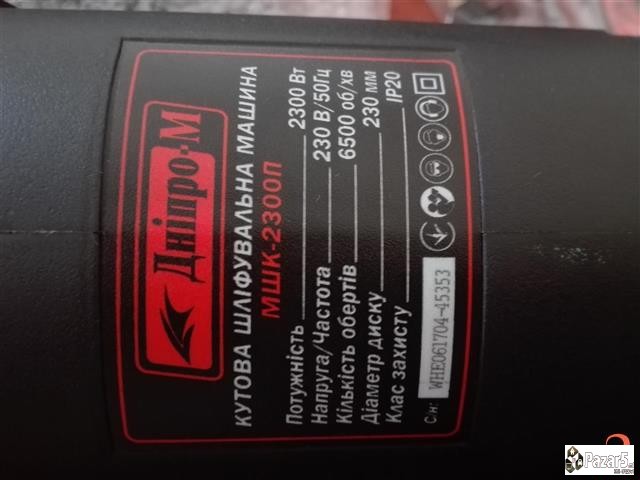 Дніпро-М
КУТОВА ШЛІФУВАЛЬНА МАШИНА
МШК-2300П
Потужність 2300 Вт
Напруга/Частота 230 В/50Гц
Кількість обертів 6500 об/хв
Діаметр диску 230 мм
Клас захисту IP20
С/н: WHE061704-45353
Pazar5